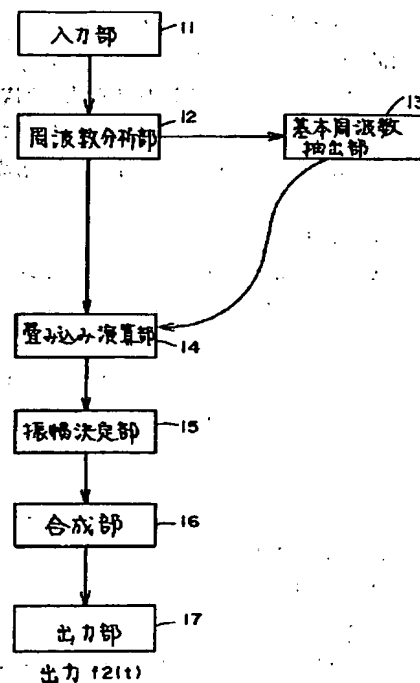 入力部
11
周波数分析部
12
基本周波数
抽出部
13
畳み込み演算部
14
振幅決定部
15
合成部
16
出力部
17
出力 f2(t)